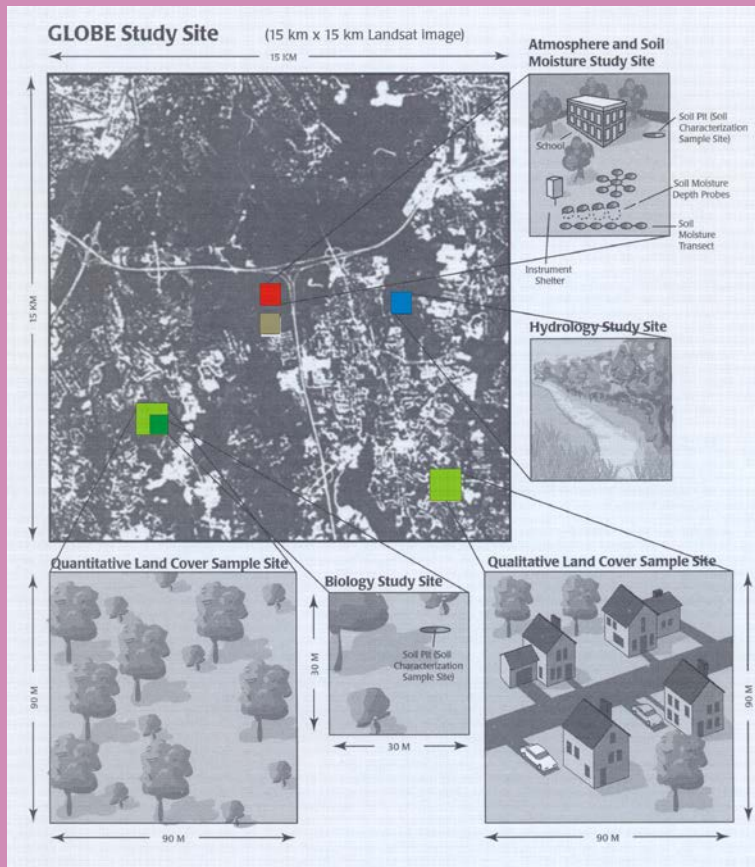 GLOBE Study Site (15 km x 15 km Landsat image)
15 KM
15 KM
Atmosphere and Soil
Moisture Study Site
School
Soil Pit (Soil
Characterization
Sample Site)
Soil Moisture
Depth Probes
Soil
Moisture
Transect
Instrument
Shelter
Hydrology Study Site
Quantitative Land Cover Sample Site
90 M
90 M
Biology Study Site
30 M
Soil Pit (Soil
Characterization
Sample Site)
30 M
Qualitative Land Cover Sample Site
90 M
90 M